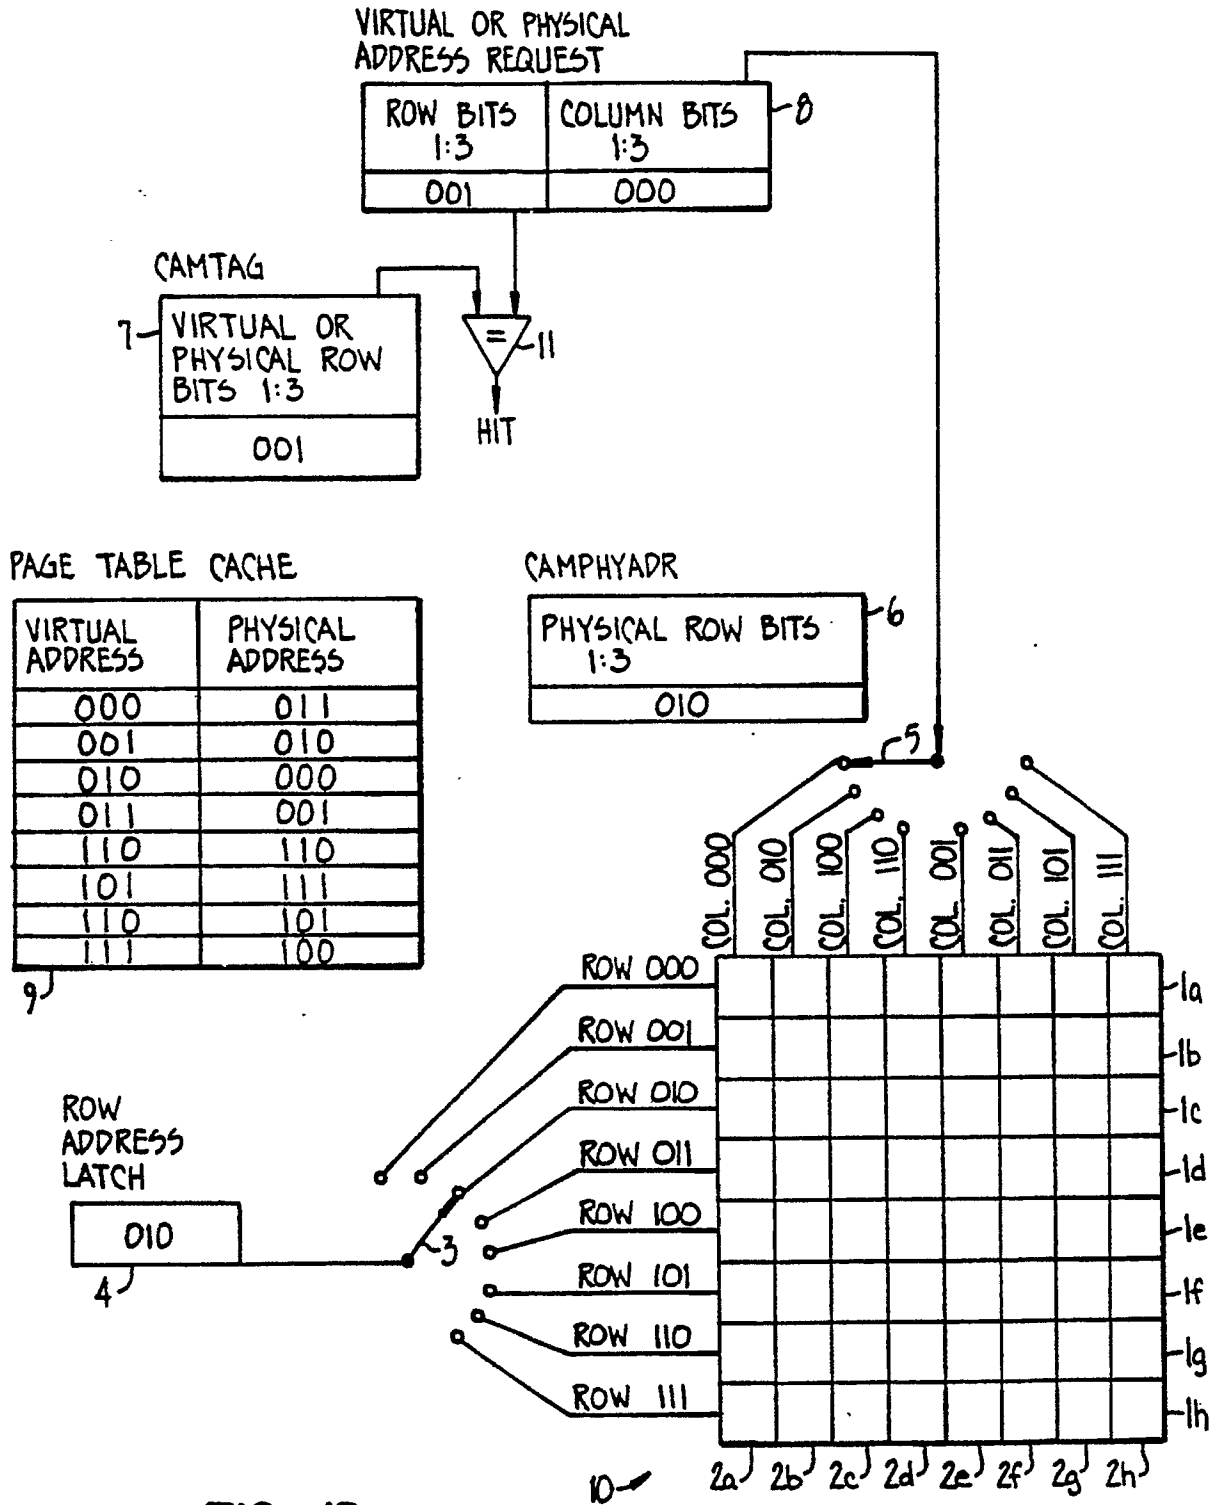 VIRTUAL OR PHYSICAL
ADDRESS REQUEST
ROW BITS
1:3
COLUMN BITS
1:3
8
001
000
CAMTAG
7
VIRTUAL OR
PHYSICAL ROW
BITS 1:3
001
=
11
HIT
PAGE TABLE CACHE
VIRTUAL
ADDRESS
PHYSICAL
ADDRESS
000 011
001 010
010 000
011 001
110 110
101 111
110 101
111 100
9
CAMPHYADR
PHYSICAL ROW BITS
1:3
6
010
5
COL. 000
COL. 010
COL. 100
COL. 110
COL. 001
COL. 011
COL. 101
COL. 111
ROW 000
ROW 001
ROW 010
ROW 011
ROW 100
ROW 101
ROW 110
ROW 111
1a
1b
1c
1d
1e
1f
1g
1h
ROW
ADDRESS
LATCH
010
4
3
10
2a 2b 2c 2d 2e 2f 2g 2h